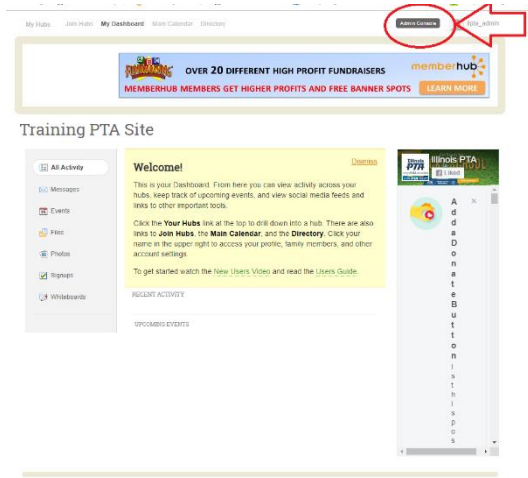 My Hubs Join Hubs My Dashboard Main Calendar Directory Admin Console
FUNDRAISING OVER 20 DIFFERENT HIGH PROFIT FUNDRAISERS memberhub
MEMBERHUB MEMBERS GET HIGHER PROFITS AND FREE BANNER SPOTS LEARN MORE
Training PTA Site
All Activity
Messages
Events
Files
Photos
Signups
Whiteboards
Welcome! Dismiss
This is your Dashboard. From here you can view activity across your
hubs, keep track of upcoming events, and view social media feeds and
links to other important tools.
Click the Your Hubs link at the top to drill down into a hub. There are also
links to Join Hubs, the Main Calendar, and the Directory. Click your
name in the upper right to access your profile, family members, and other
account settings.
To get started watch the New Users Video and read the Users Guide.
RECENT ACTIVITY
UPCOMING EVENTS
Illinois PTA
Illinois
PTA
Liked
A
d
d
a
D
o
n
a
t
e
B
u
t
t
o
n
I
s
t
h
i
s
p
o
s